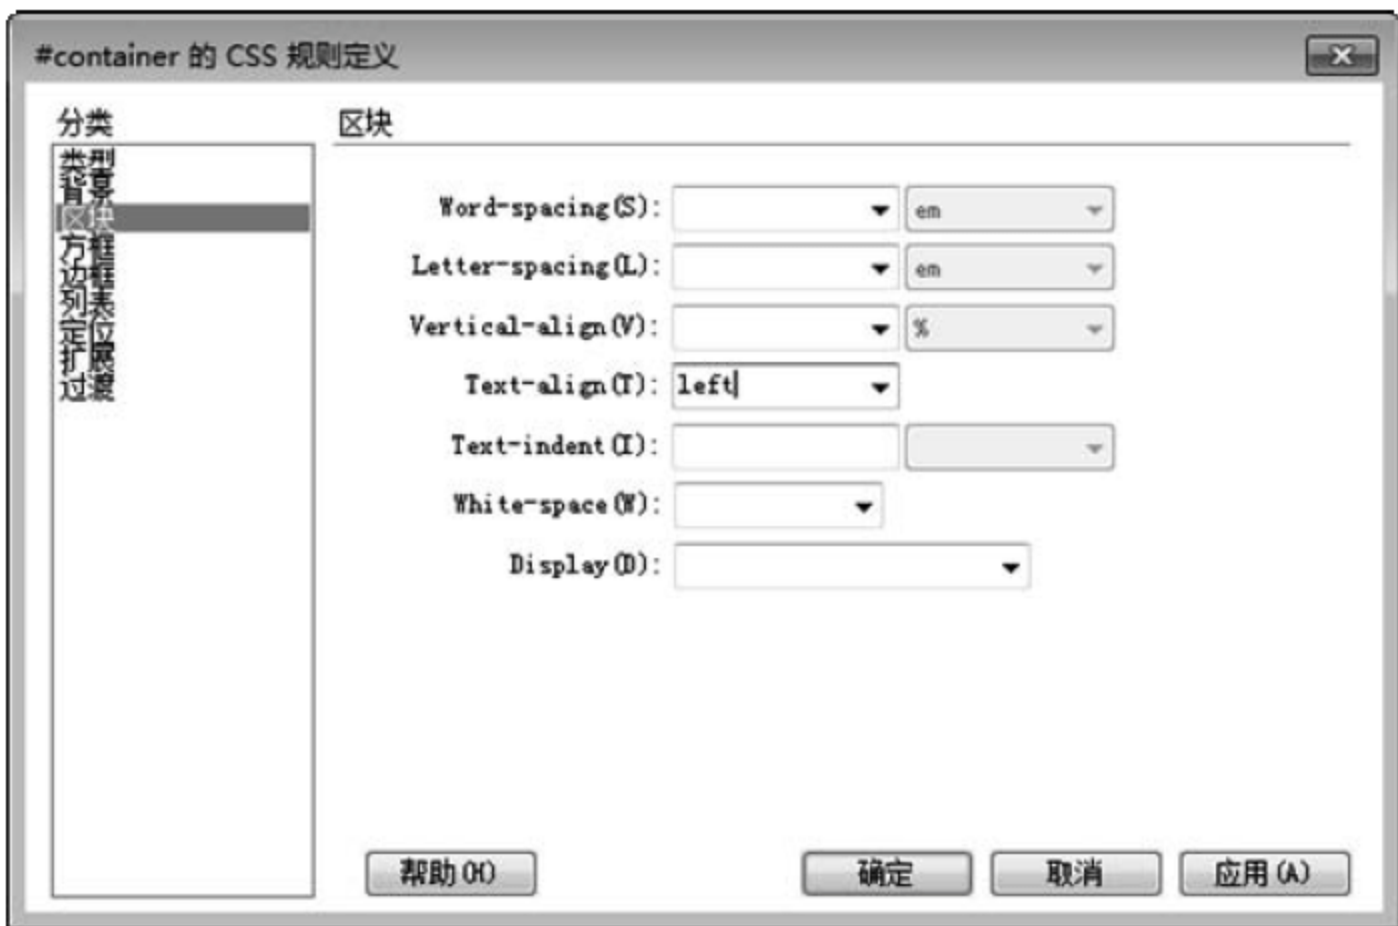 #container 的 CSS 规则定义
分类
类型
背景
区块
方框
边框
列表
定位
扩展
过渡
区块
Word-spacing(S):
em
Letter-spacing(L):
em
Vertical-align(V):
%
Text-align(T): left
Text-indent(I):
White-space(W):
Display(D):
帮助(H) 确定 取消 应用(A)